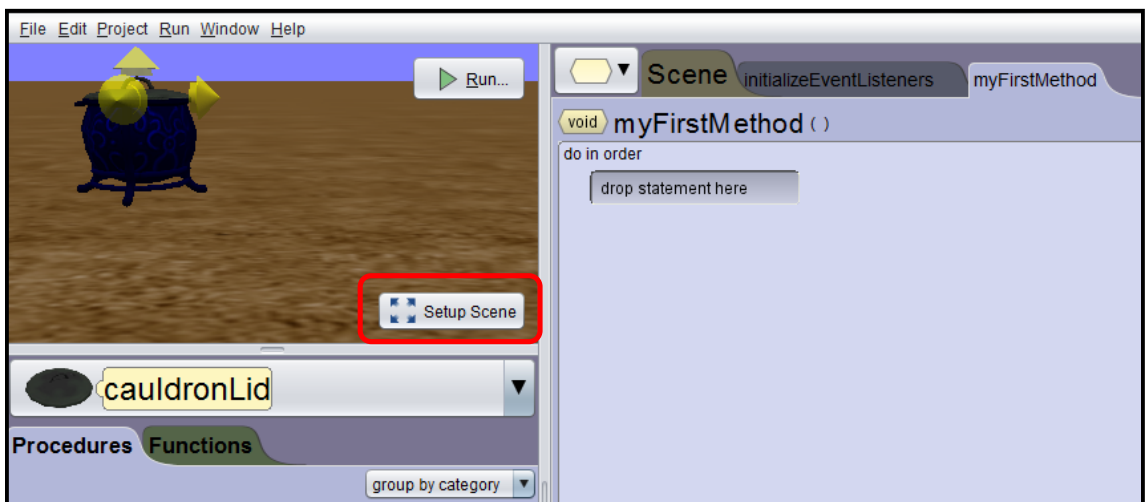 File Edit Project Run Window Help
Run...
Setup Scene
cauldronLid
Procedures Functions
group by category
Scene initializeEventListeners myFirstMethod
void myFirstMethod ( )
do in order
drop statement here